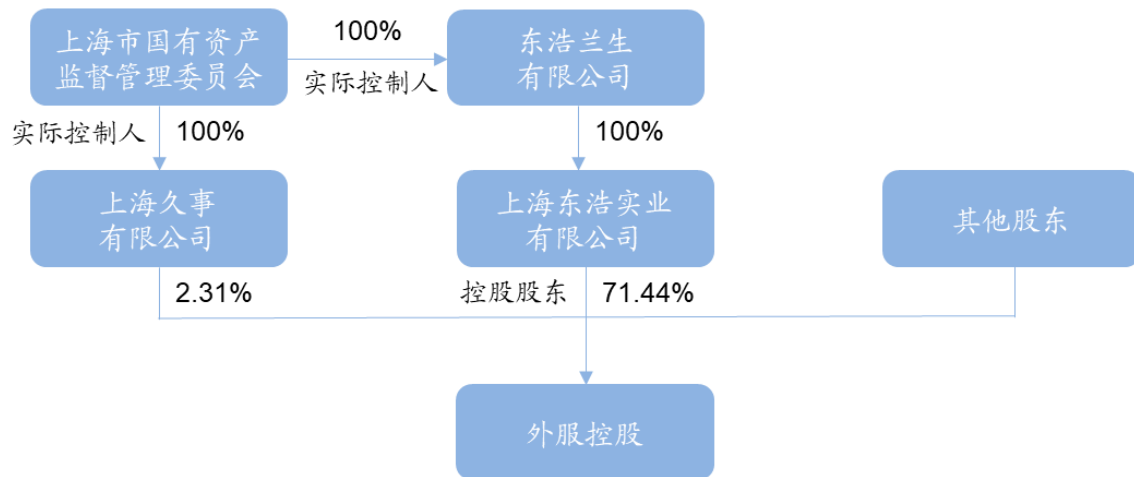 上海市国有资产
监督管理委员会
100%
实际控制人
东浩兰生
有限公司
实际控制人
100%
100%
上海久事
有限公司
上海东浩实业
有限公司
其他股东
2.31%
控股股东
71.44%
外服控股